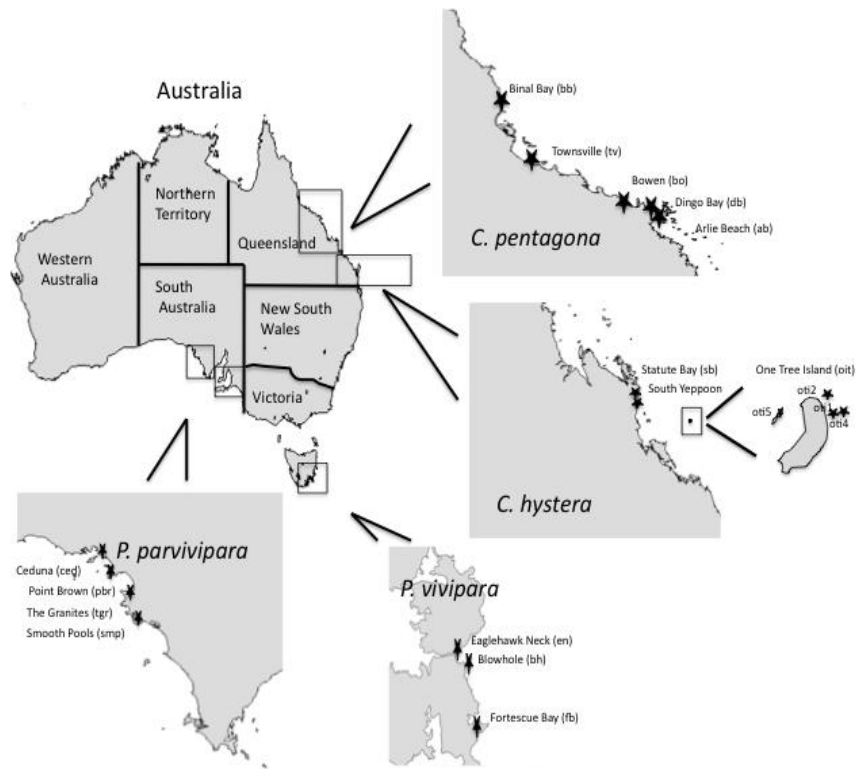 Australia
Northern
Territory
Western
Australia
Queensland
South
Australia
New South
Wales
Victoria
Binal Bay (bb)
Townsville (tv)
Bowen (bo)
Dingo Bay (db)
Arlie Beach (ab)
C. pentagona
Statute Bay (sb)
South Yeppoon
One Tree Island (oit)
oti2
oti5
oti1
oti4
C. hystera
P. parvivipara
Ceduna (ced)
Point Brown (pbr)
The Granites (tgr)
Smooth Pools (smp)
P. vivipara
Eaglehawk Neck (en)
Blowhole (bh)
Fortescue Bay (fb)